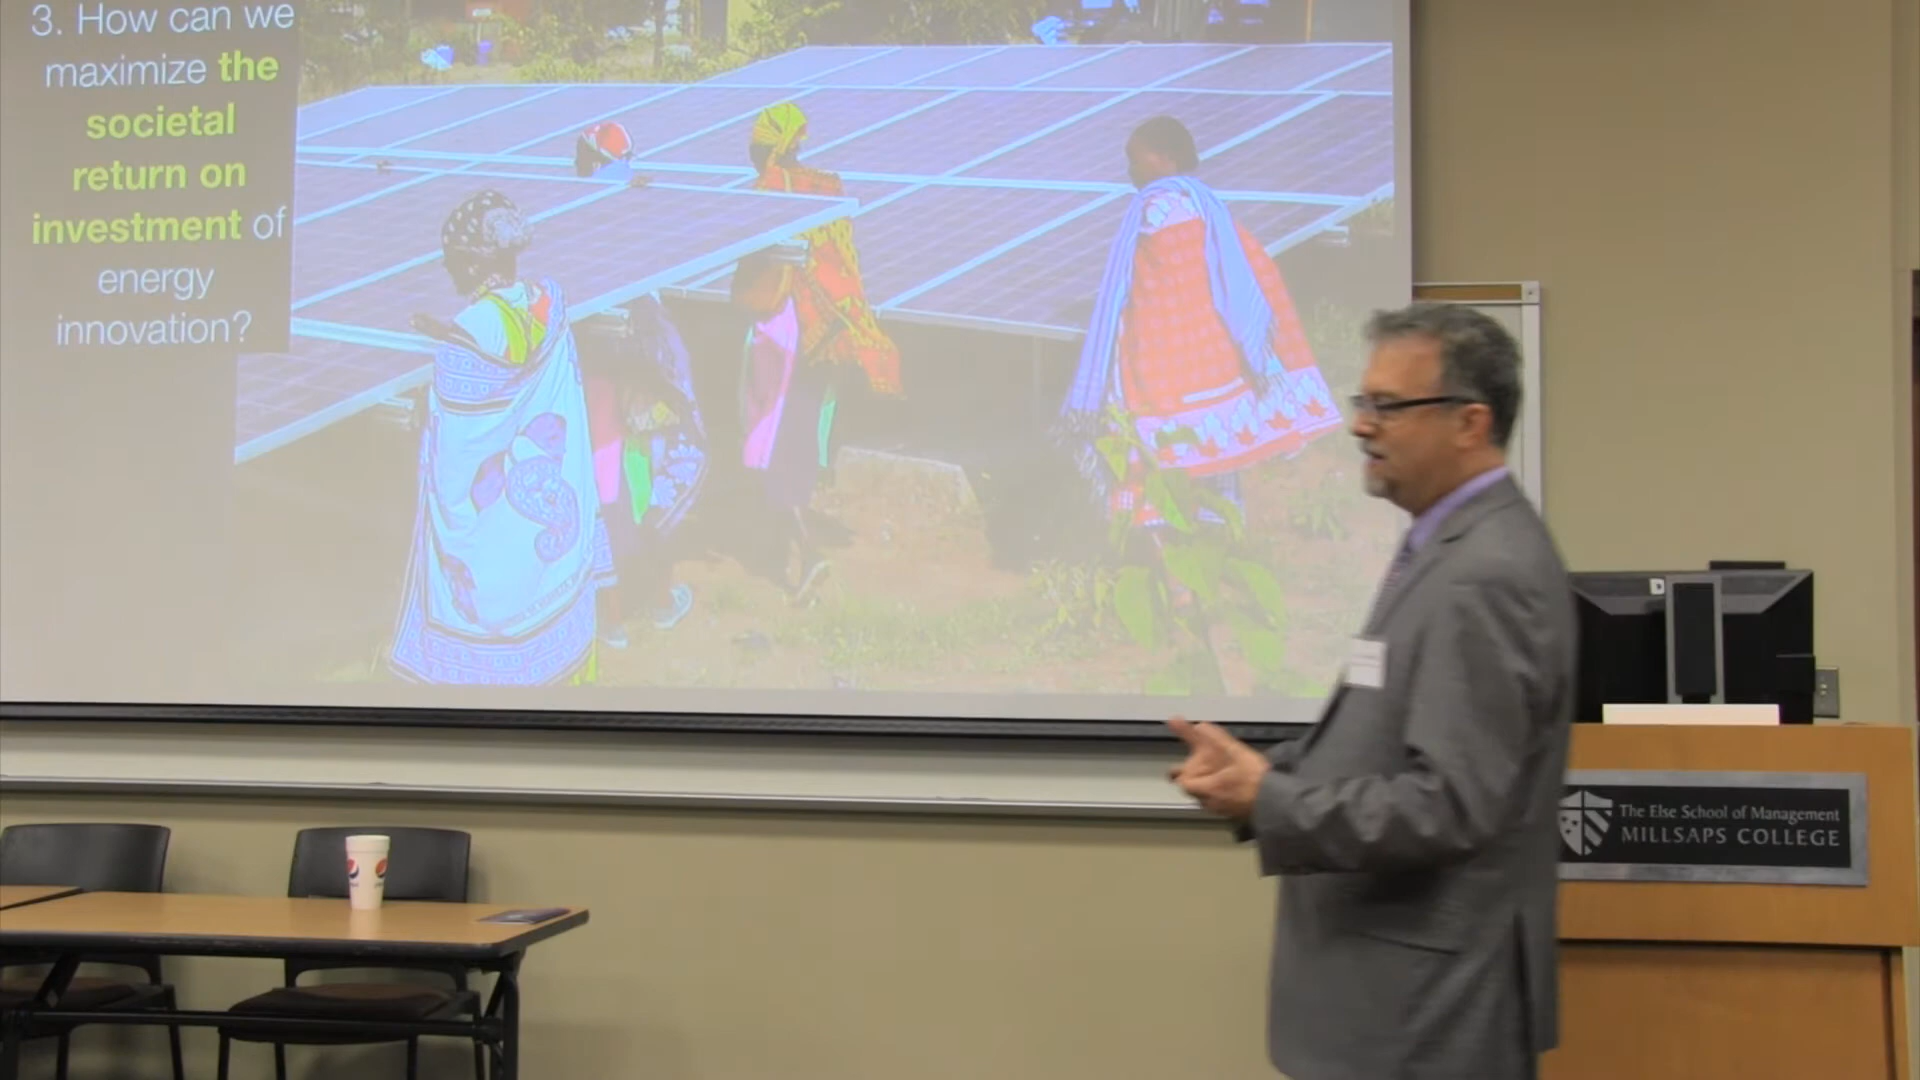 3. How can we
maximize the
societal
return on
investment of
energy
innovation?
The Else School of Management
MILLSAPS COLLEGE